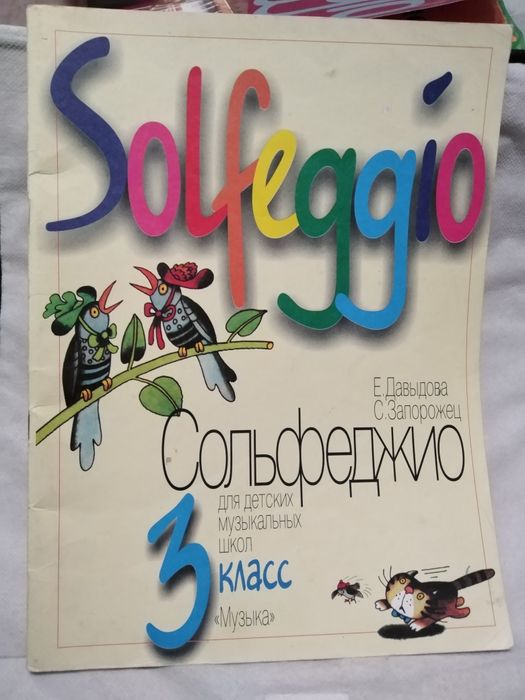 Solfeggio
Е.Давыдова
С.Запорожец
Сольфеджио
для детских
музыкальных
школ
3 класс
«Музыка»